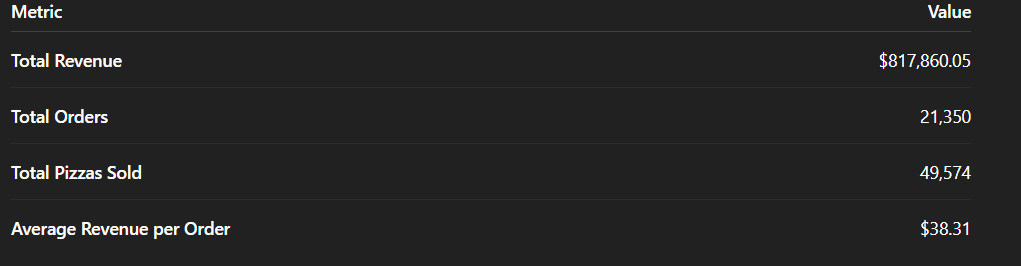 Metric Value
Total Revenue $817,860.05
Total Orders 21,350
Total Pizzas Sold 49,574
Average Revenue per Order $38.31